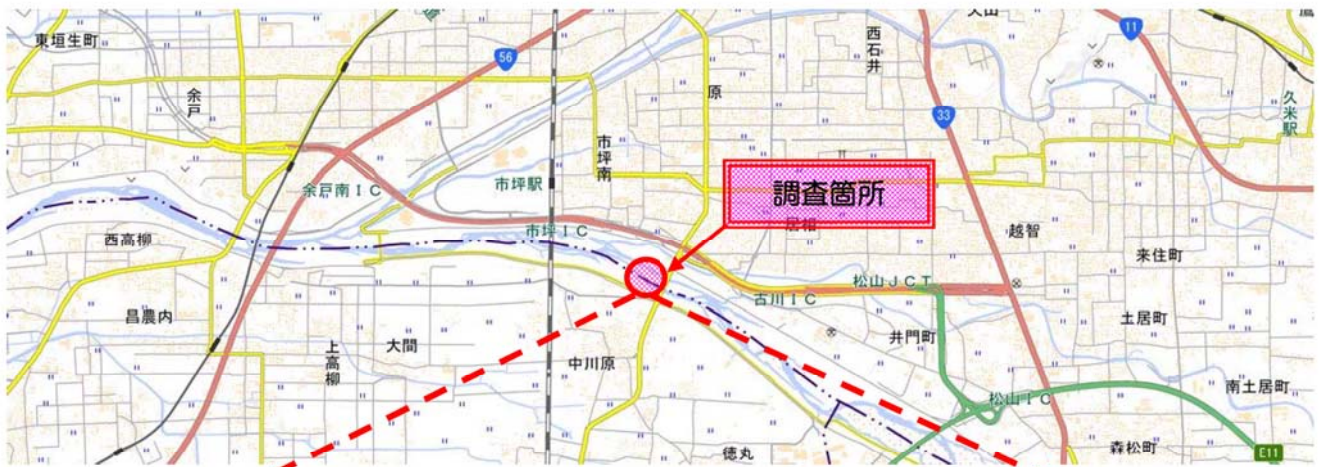 東垣生町
56
西石井
11
余戸
原
33
久米駅
市坪南
余戸南IC
市坪駅
調査箇所
居相
西高柳
市坪IC
越智
来住町
古川IC
松山JCT
昌農内
上高柳
大間
中川原
井門町
土居町
松山IC
南土居町
徳丸
森松町
E11